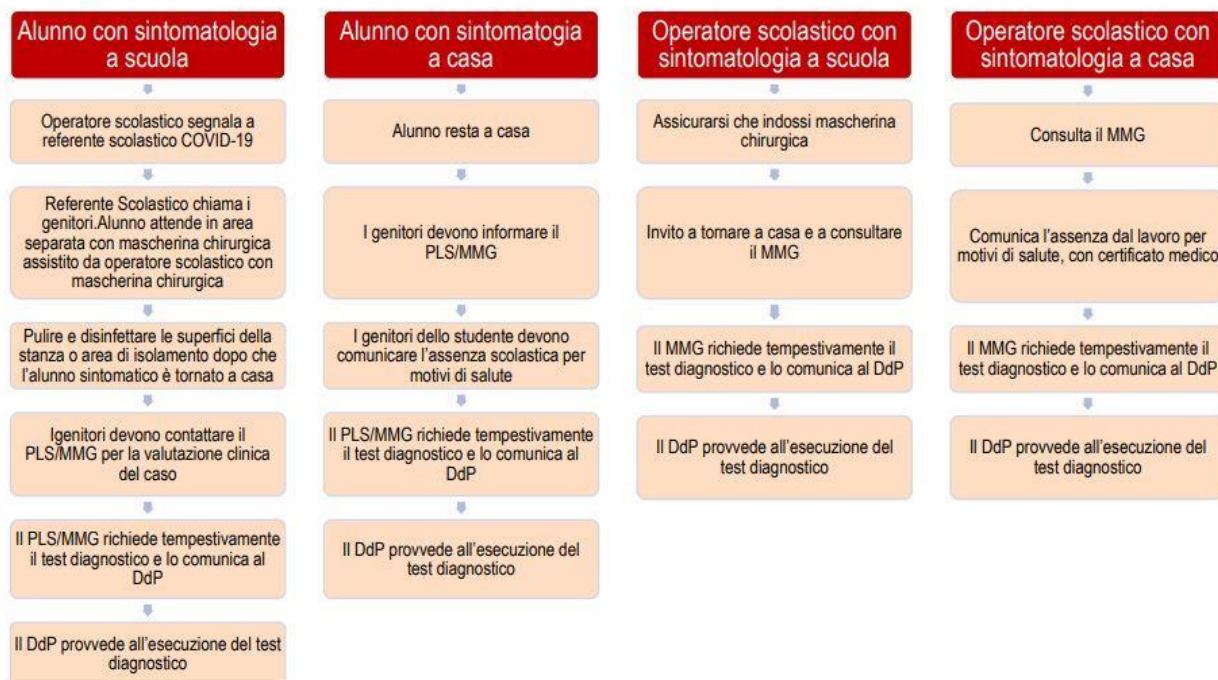 Alunno con sintomatologia
a scuola
Operatore scolastico segnala a
referente scolastico COVID-19
Referente Scolastico chiama i
genitori.Alunno attende in area
separata con mascherina chirurgica
assistito da operatore scolastico con
mascherina chirurgica
Pulire e disinfettare le superfici della
stanza o area di isolamento dopo che
l'alunno sintomatico è tornato a casa
Igenitori devono contattare il
PLS/MMG per la valutazione clinica
del caso
Il PLS/MMG richiede tempestivamente
il test diagnostico e lo comunica al
DdP
Il DdP provvede all'esecuzione del test
diagnostico
Alunno con sintomatogia
a casa
Alunno resta a casa
I genitori devono informare il
PLS/MMG
I genitori dello studente devono
comunicare l'assenza scolastica per
motivi di salute
Il PLS/MMG richiede tempestivamente
il test diagnostico e lo comunica al
DdP
Il DdP provvede all'esecuzione del
test diagnostico
Operatore scolastico con
sintomatologia a scuola
Assicurarsi che indossi mascherina
chirurgica
Invito a tornare a casa e a consultare
il MMG
Il MMG richiede tempestivamente il
test diagnostico e lo comunica al DdP
Il DdP provvede all'esecuzione del
test diagnostico
Operatore scolastico con
sintomatologia a casa
Consulta il MMG
Comunica l'assenza dal lavoro per
motivi di salute, con certificato medico
Il MMG richiede tempestivamente il
test diagnostico e lo comunica al DdP
Il DdP provvede all'esecuzione del
test diagnostico